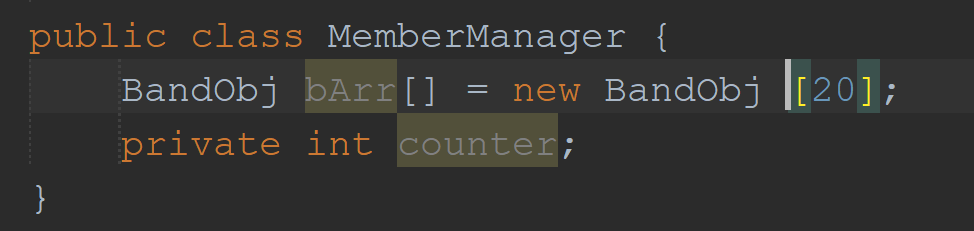 public class MemberManager {
BandObj bArr[] = new BandObj [20];
private int counter;
}